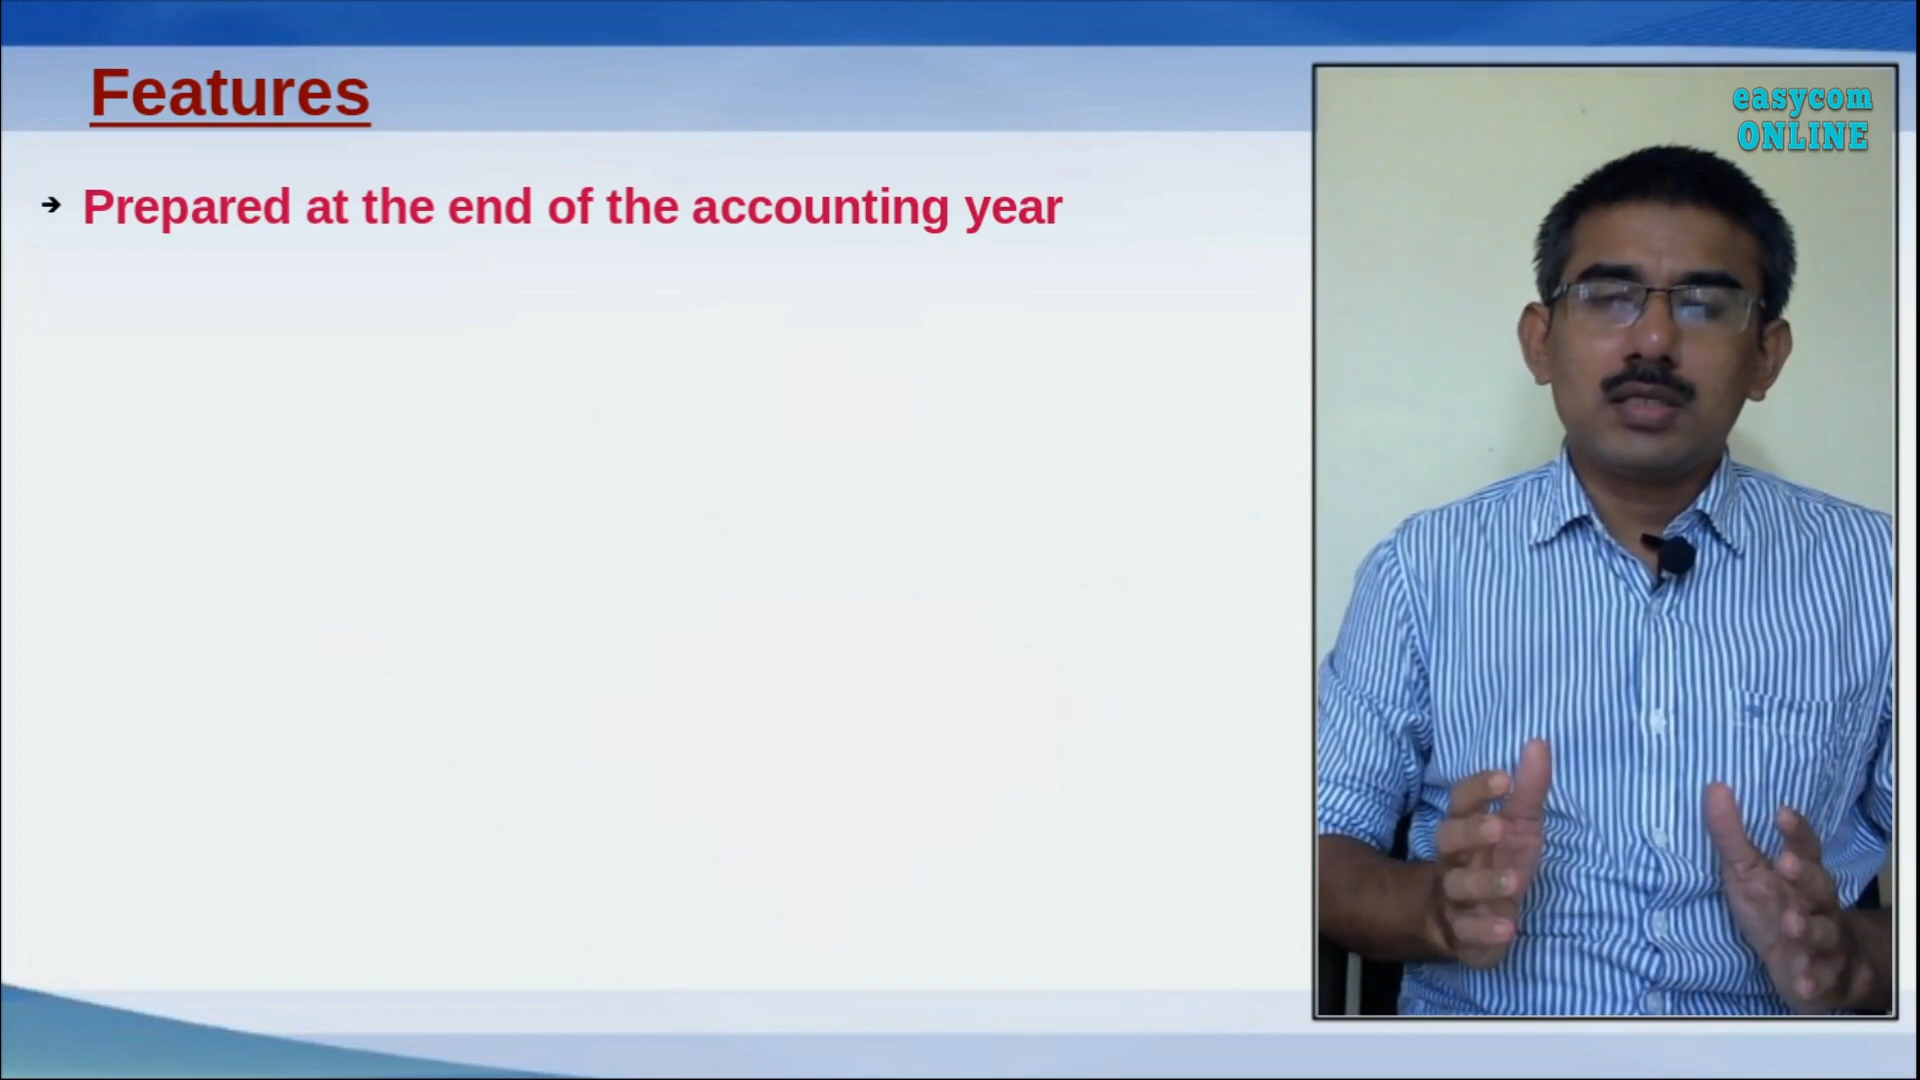 Features
easycom
ONLINE
➔ Prepared at the end of the accounting year